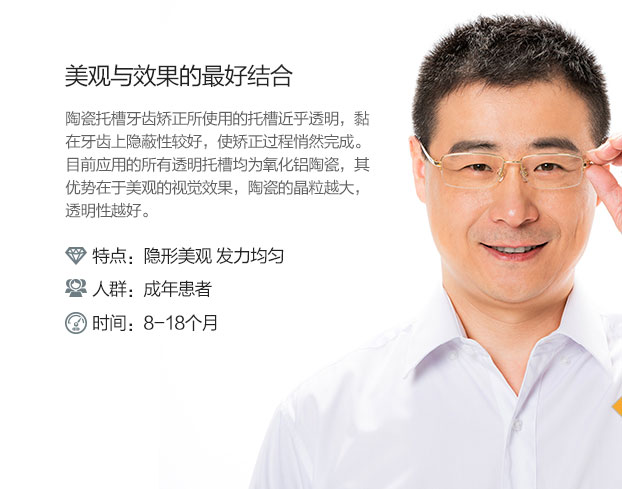 美观与效果的最好结合
陶瓷托槽牙齿矫正所使用的托槽近乎透明，黏
在牙齿上隐蔽性较好，使矫正过程悄然完成。
目前应用的所有透明托槽均为氧化铝陶瓷，其
优势在于美观的视觉效果，陶瓷的晶粒越大，
透明性越好。
特点：隐形美观 发力均匀
人群：成年患者
时间：8-18个月